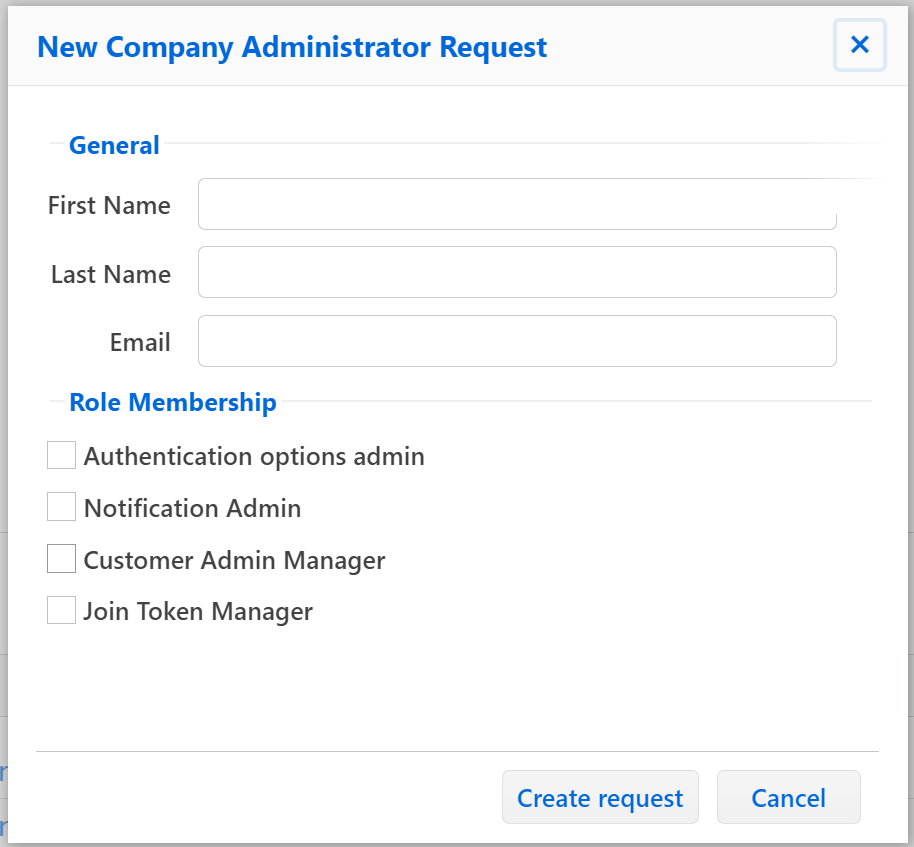 New Company Administrator Request
General
First Name
Last Name
Email
Role Membership
Authentication options admin
Notification Admin
Customer Admin Manager
Join Token Manager
Create request
Cancel